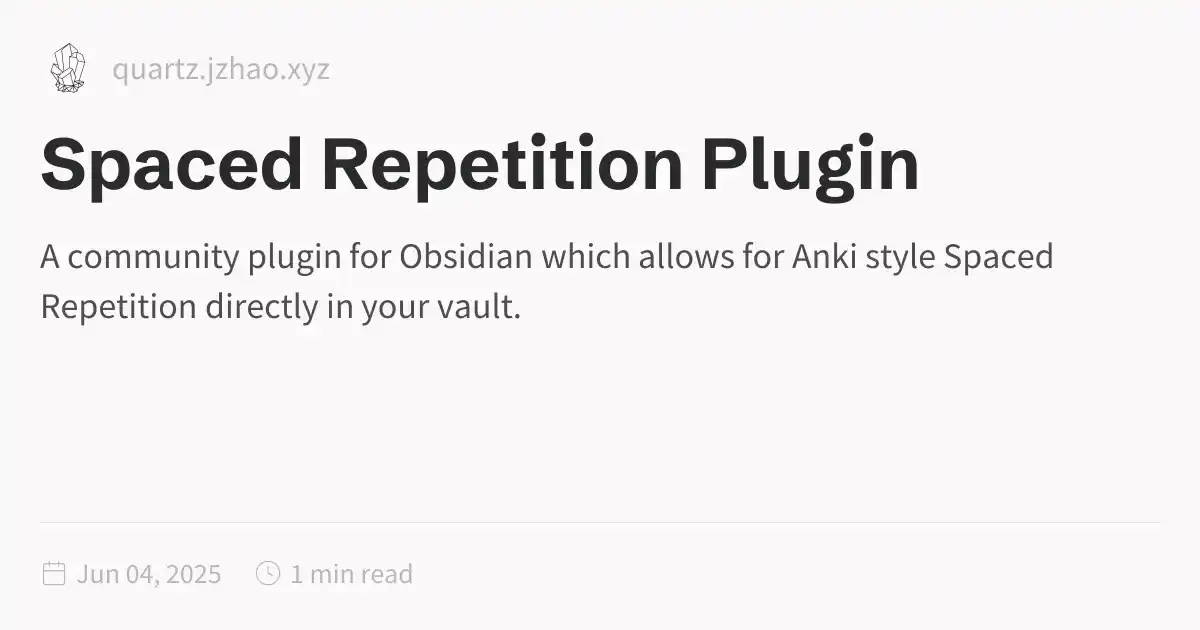 quartz.jzhao.xyz
Spaced Repetition Plugin
A community plugin for Obsidian which allows for Anki style Spaced
Repetition directly in your vault.
Jun 04, 2025 1 min read